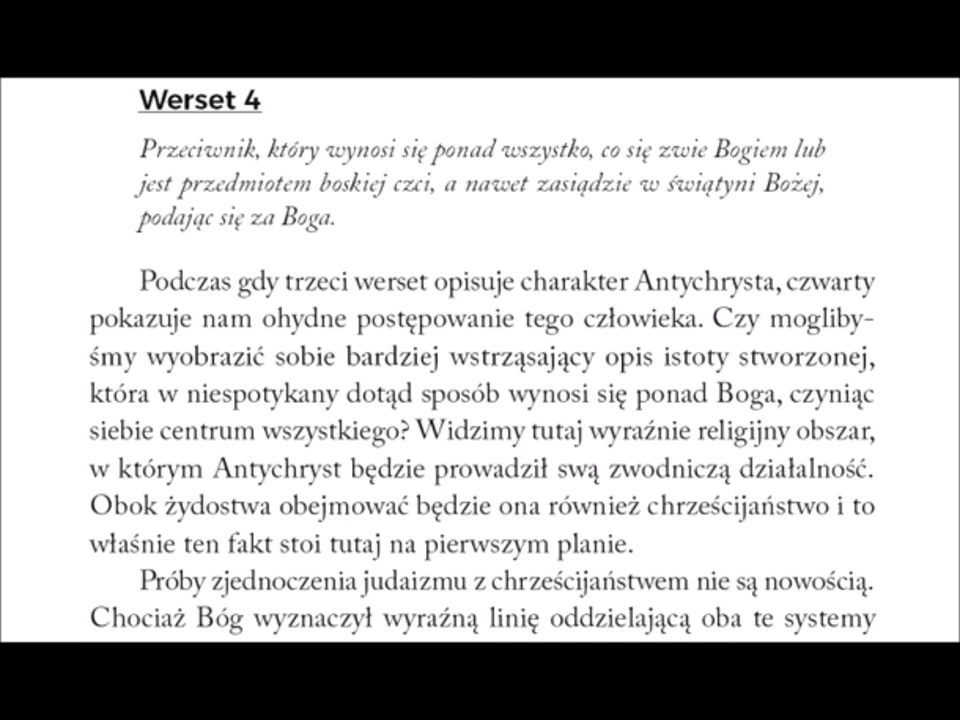 Werset 4
Przeciwnik, który wynosi się ponad wszystko, co się zwie Bogiem lub
jest przedmiotem boskiej czci, a nawet zasiądzie w świątyni Bożej,
podając się za Boga.
Podczas gdy trzeci werset opisuje charakter Antychrysta, czwarty
pokazuje nam ohydne postępowanie tego człowieka. Czy mogliby-
śmy wyobrazić sobie bardziej wstrząsający opis istoty stworzonej,
która w niespotykany dotąd sposób wynosi się ponad Boga, czyniąc
siebie centrum wszystkiego? Widzimy tutaj wyraźnie religijny obszar,
w którym Antychryst będzie prowadził swą zwodniczą działalność.
Obok żydostwa obejmować będzie ona również chrześcijaństwo i to
właśnie ten fakt stoi tutaj na pierwszym planie.
Próby zjednoczenia judaizmu z chrześcijaństwem nie są nowością.
Chociaż Bóg wyznaczył wyraźną linię oddzielającą oba te systemy